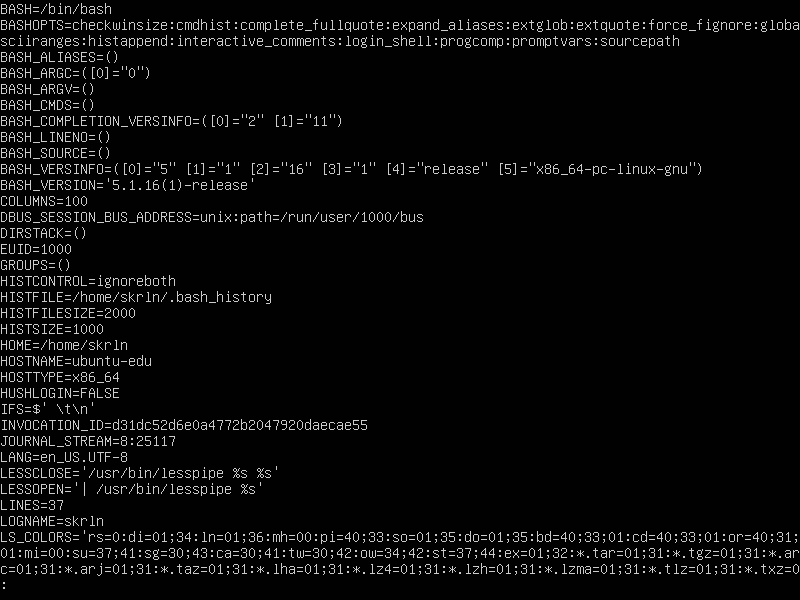 BASH=/bin/bash
BASHOPTS=checkwinsize:cmdhist:complete_fullquote:expand_aliases:extglob:extquote:force_fignore:globa
sciiranges:histappend:interactive_comments:login_shell:progcomp:promptvars:sourcepath
BASH_ALIASES=()
BASH_ARGC=([0]="0")
BASH_ARGV=()
BASH_CMDS=()
BASH_COMPLETION_VERSINFO=([0]="2" [1]="11")
BASH_LINENO=()
BASH_SOURCE=()
BASH_VERSINFO=([0]="5" [1]="1" [2]="16" [3]="1" [4]="release" [5]="x86_64-pc-linux-gnu")
BASH_VERSION='5.1.16(1)-release'
COLUMNS=100
DBUS_SESSION_BUS_ADDRESS=unix:path=/run/user/1000/bus
DIRSTACK=()
EUID=1000
GROUPS=()
HISTCONTROL=ignoreboth
HISTFILE=/home/skrln/.bash_history
HISTFILESIZE=2000
HISTSIZE=1000
HOME=/home/skrln
HOSTNAME=ubuntu-edu
HOSTTYPE=x86_64
HUSHLOGIN=FALSE
IFS=$' \t\n'
INVOCATION_ID=d31dc52d6e0a4772b2047920daecae55
JOURNAL_STREAM=8:25117
LANG=en_US.UTF-8
LESSCLOSE='/usr/bin/lesspipe %s %s'
LESSOPEN='| /usr/bin/lesspipe %s'
LINES=37
LOGNAME=skrln
LS_COLORS='rs=0:di=01;34:ln=01;36:mh=00:pi=40;33:so=01;35:do=01;35:bd=40;33;01:cd=40;33;01:or=40;31;
01:mi=00:su=37;41:sg=30;43:ca=30;41:tw=30;42:ow=34;42:st=37;44:ex=01;32:*.tar=01;31:*.tgz=01;31:*.ar
c=01;31:*.arj=01;31:*.taz=01;31:*.lha=01;31:*.lz4=01;31:*.lzh=01;31:*.lzma=01;31:*.tlz=01;31:*.txz=0
: